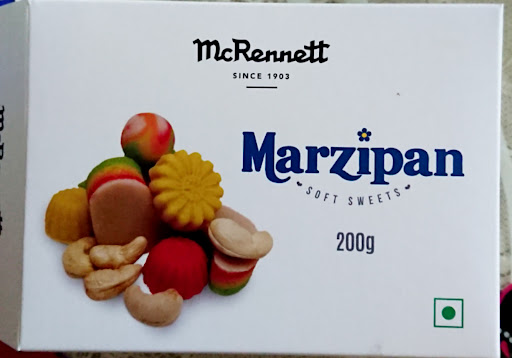 McRennett
SINCE 1903
Marzipan
SOFT SWEETS
200g